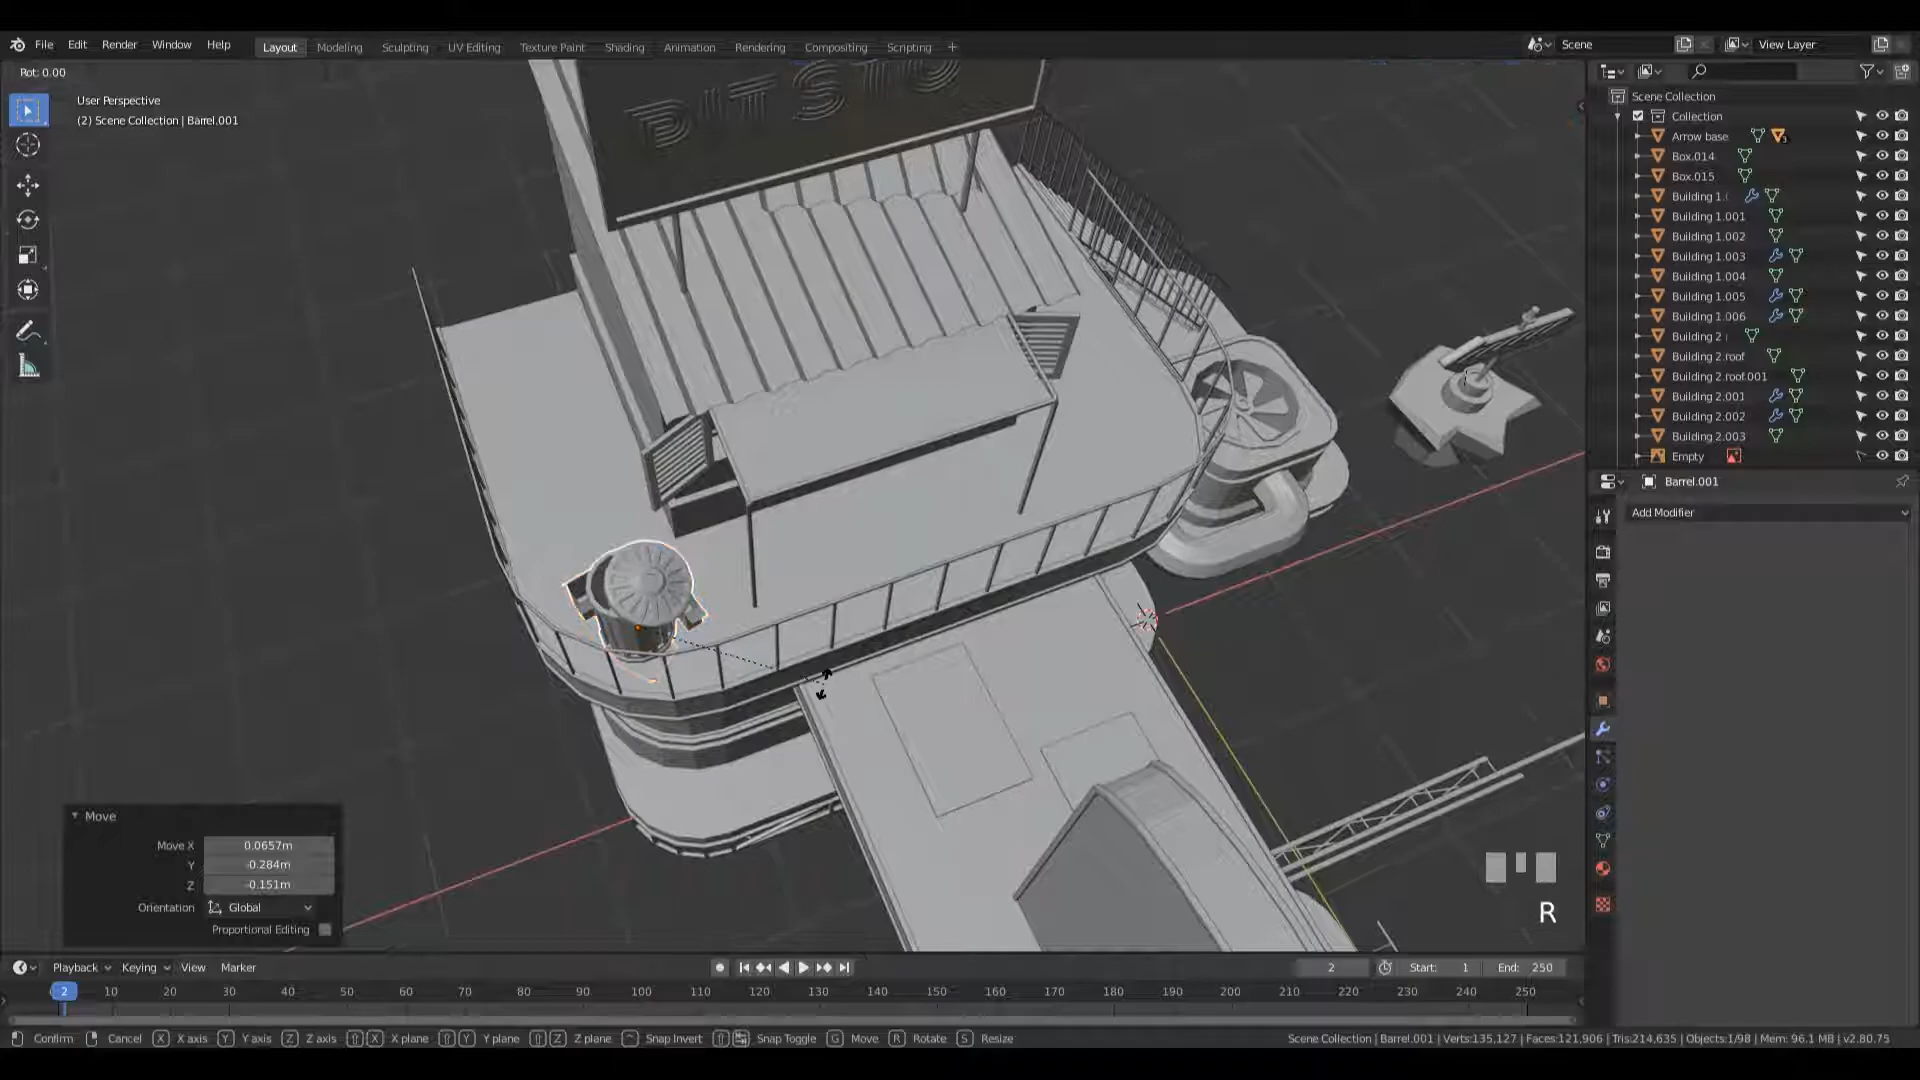 File Edit Render Window Help Layout Modeling Sculpting UV Editing Texture Paint Shading Animation Rendering Compositing Scripting + Scene View Layer
Rot: 0.00
User Perspective
(2) Scene Collection | Barrel.001
BITSTO
Scene Collection
Collection
Arrow base
Box.014
Box.015
Building 1.(
Building 1.001
Building 1.002
Building 1.003
Building 1.004
Building 1.005
Building 1.006
Building 2
Building 2.roof
Building 2.roof.001
Building 2.001
Building 2.002
Building 2.003
Empty
Barrel.001
Add Modifier
Move
Move X 0.0657m
Y -0.284m
Z -0.151m
Orientation Global
Proportional Editing
R
Playback Keying View Marker 2 Start: 1 End: 250
2 10 20 30 40 50 60 70 80 90 100 110 120 130 140 150 160 170 180 190 200 210 220 230 240 250
Confirm Cancel X X axis Y Y axis Z Z axis X X plane Y Y plane Z Z plane Snap Invert Snap Toggle G Move R Rotate S Resize Scene Collection | Barrel.001 | Verts:135,127 | Faces:121,906 | Tris:214,635 | Objects:1/98 | Mem: 96.1 MB | v2.80.75